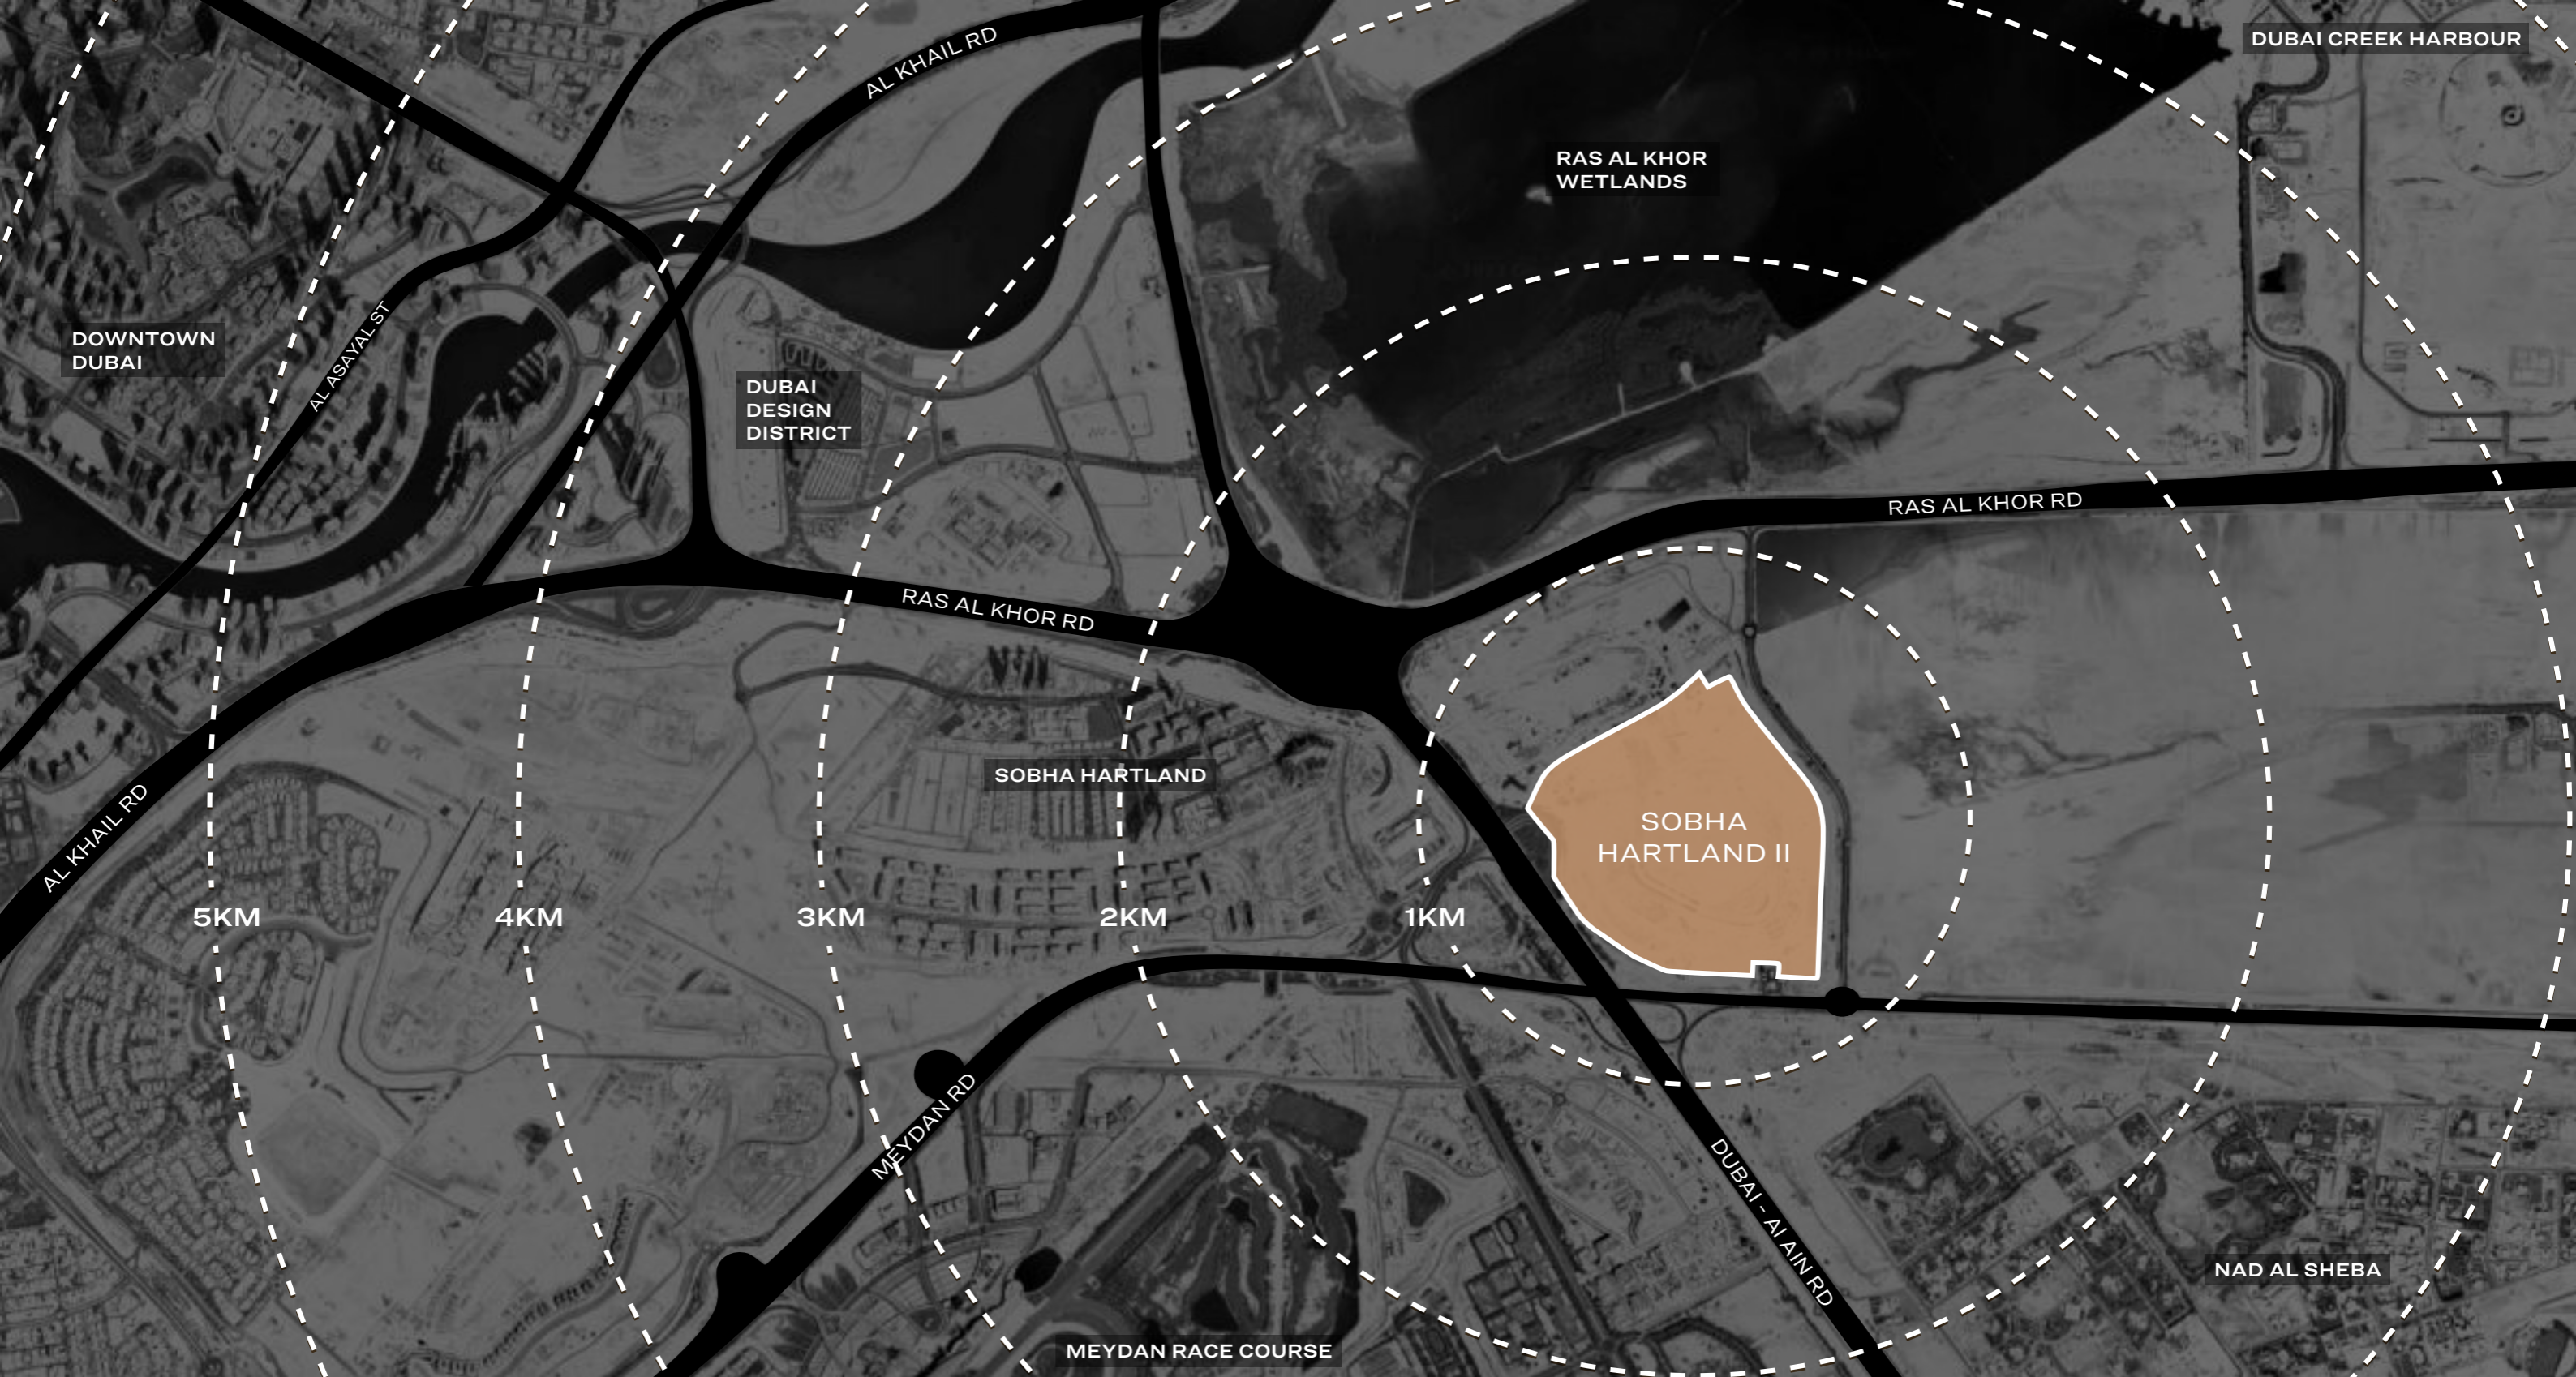 DUBAI CREEK HARBOUR
AL KHAIL RD
RAS AL KHOR
WETLANDS
DOWNTOWN
DUBAI
AL ASAYAL ST
DUBAI
DESIGN
DISTRICT
RAS AL KHOR RD
RAS AL KHOR RD
SOBHA HARTLAND
SOBHA
HARTLAND II
AL KHAIL RD
5KM
4KM
3KM
2KM
1KM
MEYDAN RD
DUBAI - AI AIN RD
NAD AL SHEBA
MEYDAN RACE COURSE